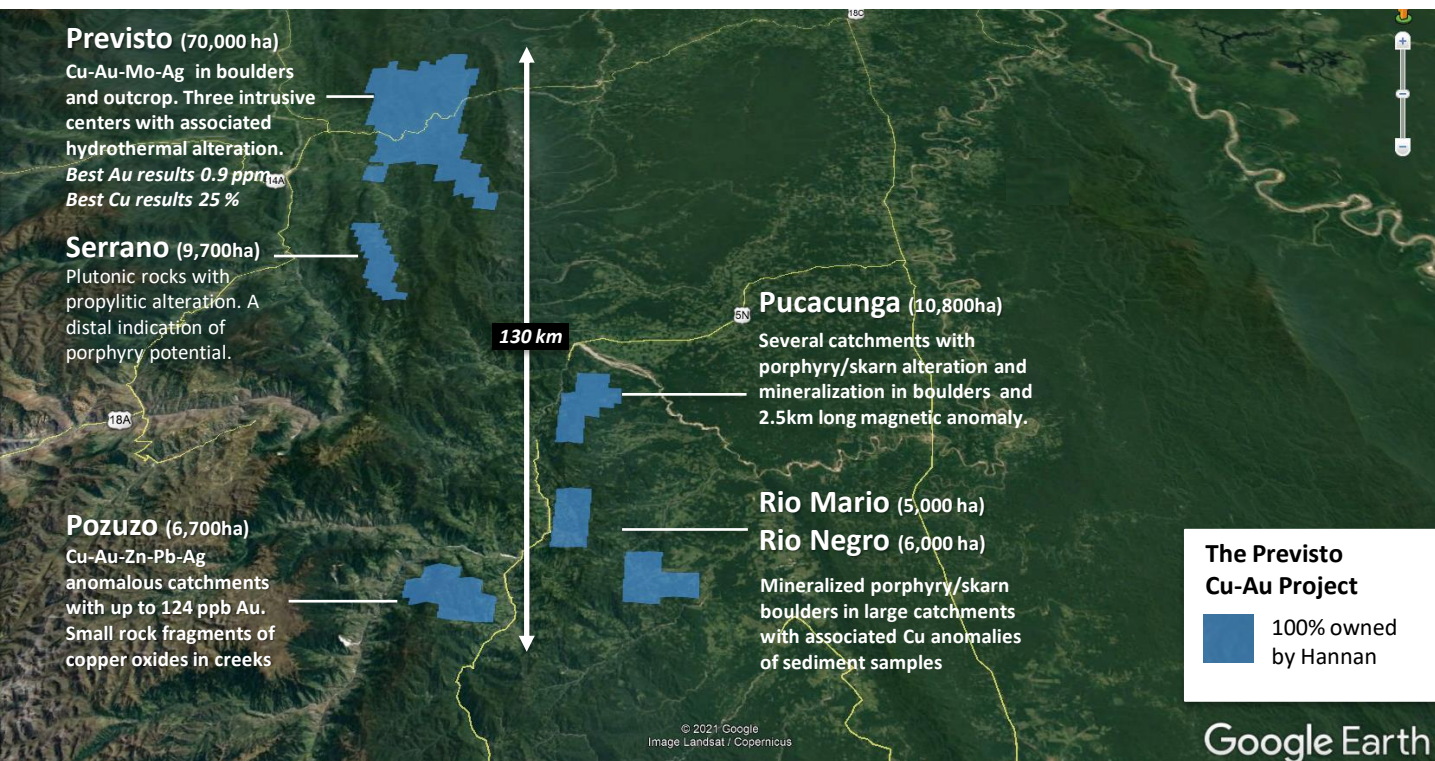 Previsto (70,000 ha)
Cu-Au-Mo-Ag in boulders
and outcrop. Three intrusive
centers with associated
hydrothermal alteration.
Best Au results 0.9 ppm
Best Cu results 25 %
14A
Serrano (9,700ha)
Plutonic rocks with
propylitic alteration. A
distal indication of
porphyry potential.
18A
Pozuzo (6,700ha)
Cu-Au-Zn-Pb-Ag
anomalous catchments
with up to 124 ppb Au.
Small rock fragments of
copper oxides in creeks
130 km
18C
5N
Pucacunga (10,800ha)
Several catchments with
porphyry/skarn alteration and
mineralization in boulders and
2.5km long magnetic anomaly.
Rio Mario (5,000 ha)
Rio Negro (6,000 ha)
Mineralized porphyry/skarn
boulders in large catchments
with associated Cu anomalies
of sediment samples
The Previsto
Cu-Au Project
100% owned
by Hannan
© 2021 Google
Image Landsat / Copernicus
Google Earth